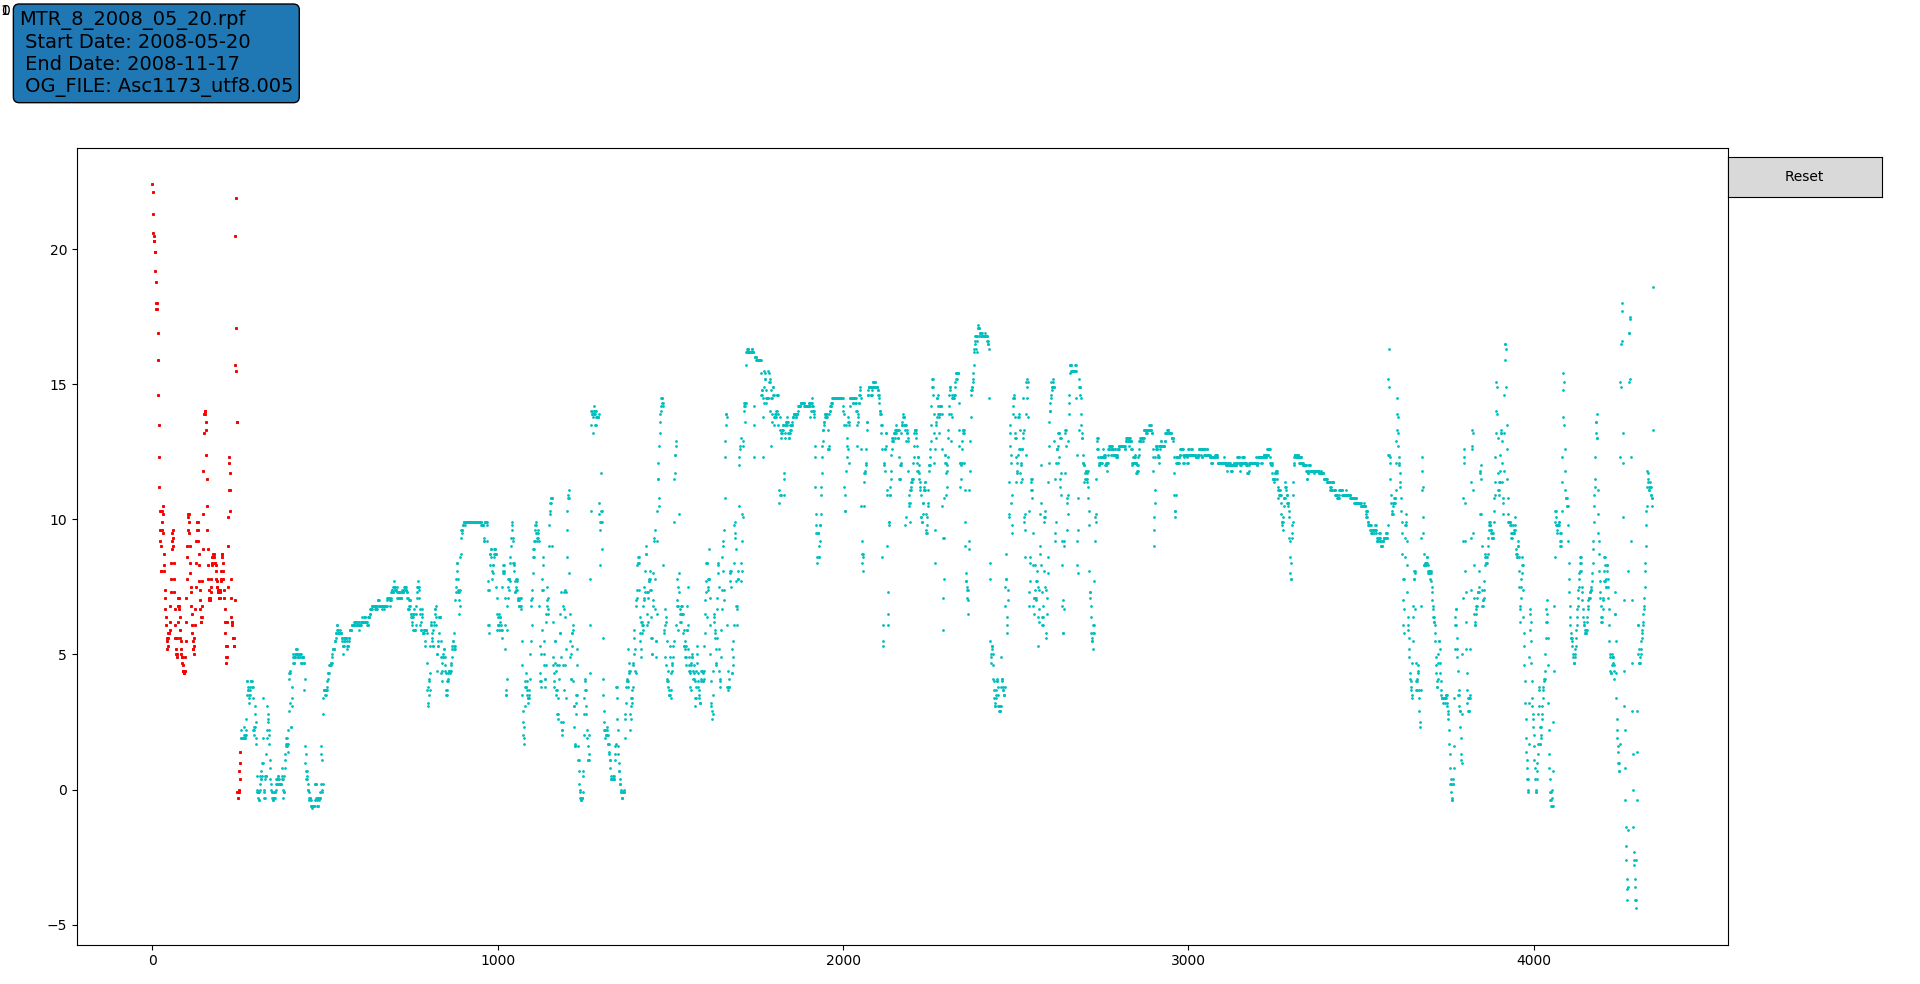 MTR_8_2008_05_20.rpf
Start Date: 2008-05-20
End Date: 2008-11-17
OG_FILE: Asc1173_utf8.005
Reset
20
15
10
5
0
−5
0 1000 2000 3000 4000